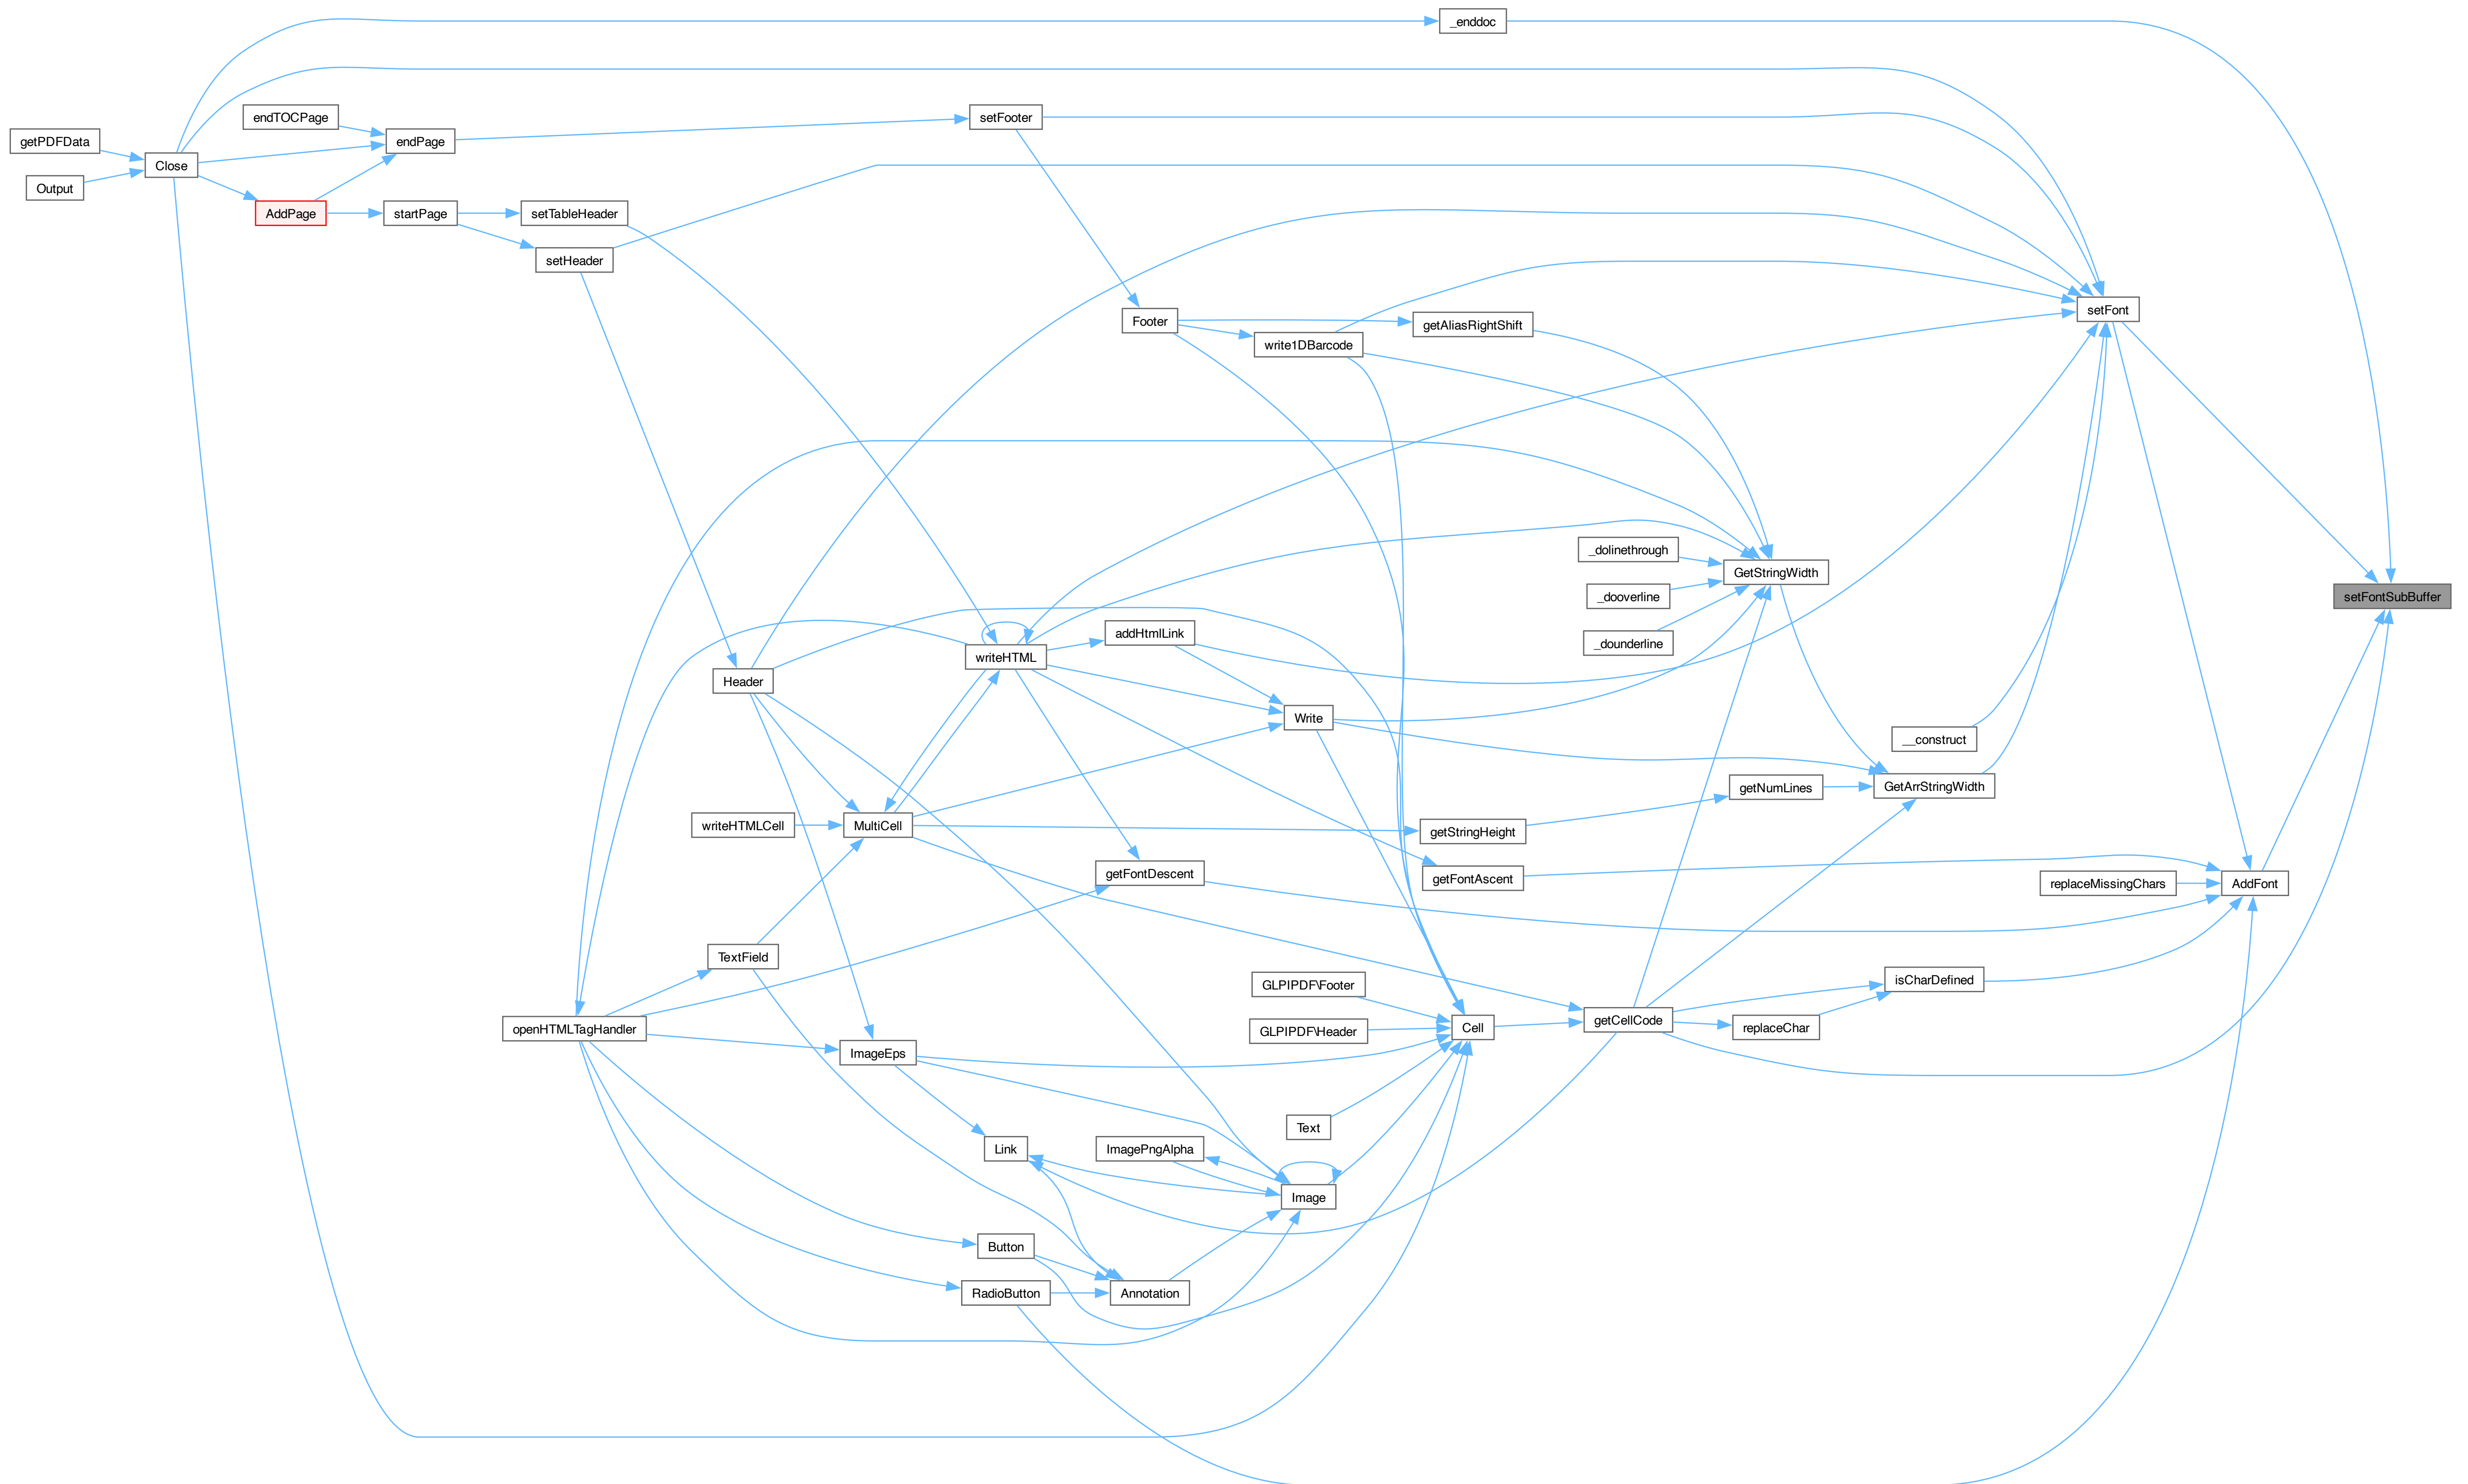 _enddoc
endTOCPage
setFooter
getPDFData
endPage
Close
Output
AddPage
startPage
setTableHeader
setHeader
setFont
Footer
getAliasRightShift
write1DBarcode
_dolinethrough
GetStringWidth
_dooverline
setFontSubBuffer
addHtmlLink
_dounderline
writeHTML
Header
Write
__construct
GetArrStringWidth
getNumLines
writeHTMLCell
MultiCell
getStringHeight
getFontDescent
getFontAscent
replaceMissingChars
AddFont
TextField
isCharDefined
GLPIPDF\Footer
openHTMLTagHandler
GLPIPDF\Header
Cell
getCellCode
replaceChar
ImageEps
Text
Link
ImagePngAlpha
Image
Button
RadioButton
Annotation